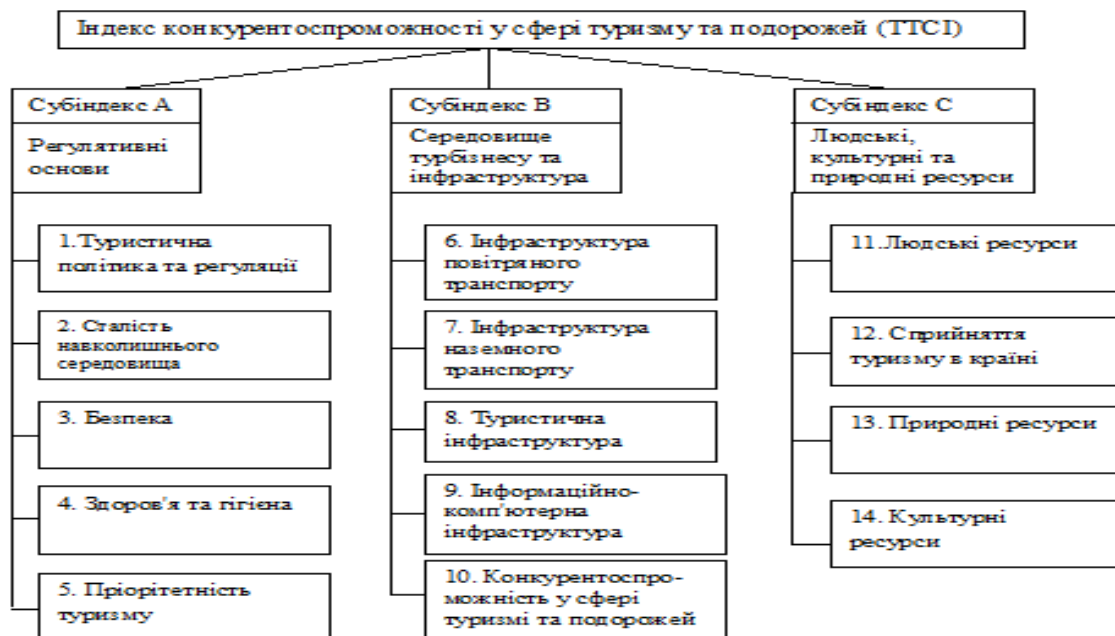 Індекс конкурентоспроможності у сфері туризму та подорожей (TTCI)
Субіндекс А
Регулятивні
основи
1.Туристична
політика та регуляції
2. Сталість
навколишнього
середовища
3. Безпека
4. Здоров'я та гігієна
5. Пріорітетність
туризму
Субіндекс В
Середовище
турбізнесу та
інфраструктура
6. Інфраструктура
повітряного
транспорту
7. Інфраструктура
наземного
транспорту
8. Туристична
інфраструктура
9. Інформаційно-
комп'ютерна
інфраструктура
10. Конкурентоспро-
можність у сфері
туризмі та подорожей
Субіндекс С
Людські,
культурні та
природні ресурси
11.Людські ресурси
12. Сприйняття
туризму в країні
13. Природні ресурси
14. Культурні
ресурси